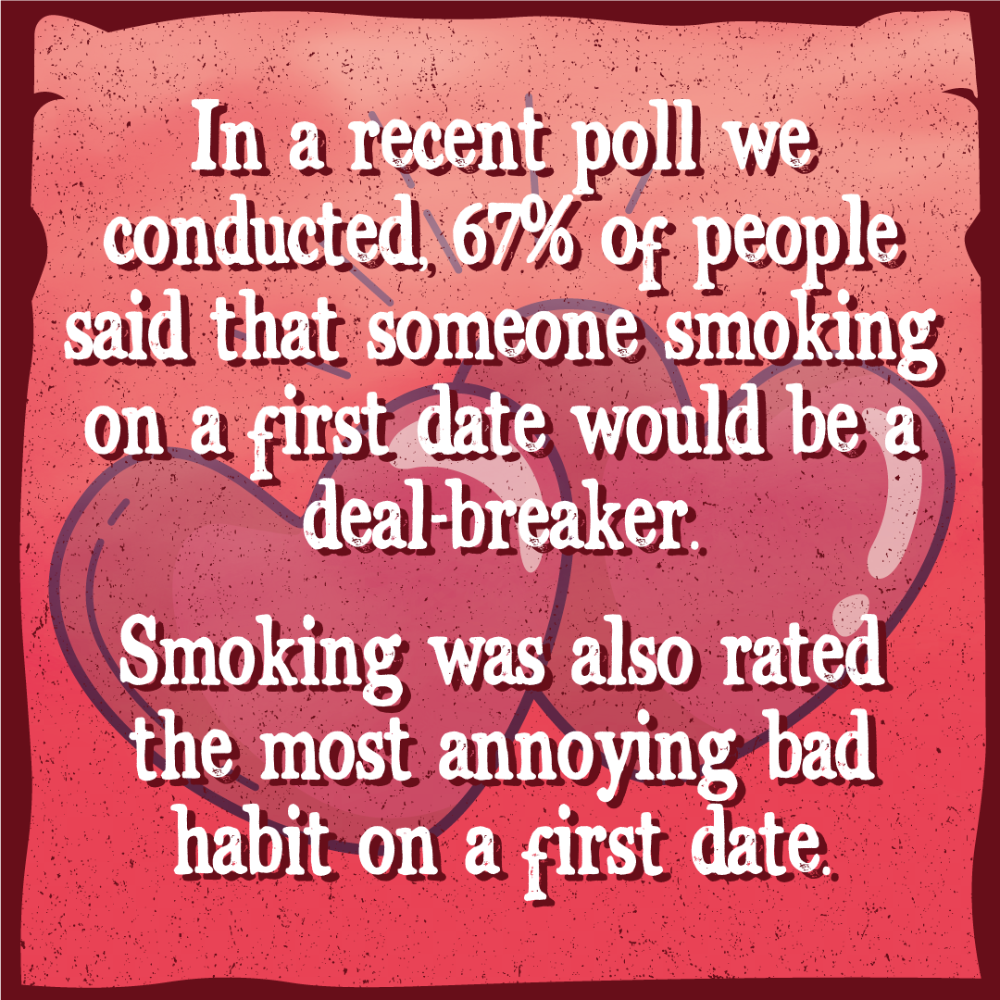 In a recent poll we
conducted, 67% of people
said that someone smoking
on a first date would be a
deal-breaker.
Smoking was also rated
the most annoying bad
habit on a first date.